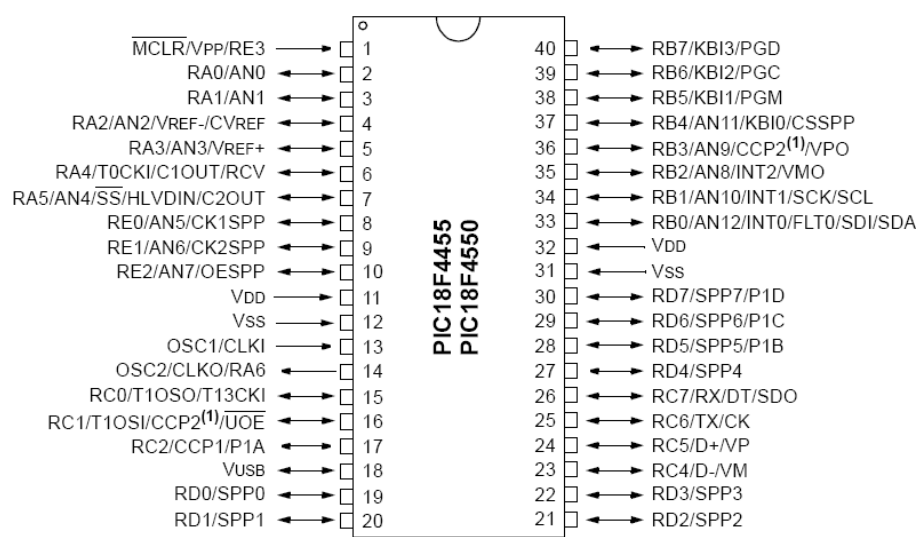 MCLR/VPP/RE3 1 40 RB7/KBI3/PGD
RA0/AN0 2 39 RB6/KBI2/PGC
RA1/AN1 3 38 RB5/KBI1/PGM
RA2/AN2/VREF-/CVREF 4 37 RB4/AN11/KBI0/CSSPP
RA3/AN3/VREF+ 5 36 RB3/AN9/CCP2(1)/VPO
RA4/T0CKI/C1OUT/RCV 6 35 RB2/AN8/INT2/VMO
RA5/AN4/SS/HLVDIN/C2OUT 7 34 RB1/AN10/INT1/SCK/SCL
RE0/AN5/CK1SPP 8 33 RB0/AN12/INT0/FLT0/SDI/SDA
RE1/AN6/CK2SPP 9 32 VDD
RE2/AN7/OESPP 10 31 VSS
VDD 11 30 RD7/SPP7/P1D
VSS 12 29 RD6/SPP6/P1C
OSC1/CLKI 13 28 RD5/SPP5/P1B
OSC2/CLKO/RA6 14 27 RD4/SPP4
RC0/T1OSO/T13CKI 15 26 RC7/RX/DT/SDO
RC1/T1OSI/CCP2(1)/UOE 16 25 RC6/TX/CK
RC2/CCP1/P1A 17 24 RC5/D+/VP
VUSB 18 23 RC4/D-/VM
RD0/SPP0 19 22 RD3/SPP3
RD1/SPP1 20 21 RD2/SPP2
PIC18F4455
PIC18F4550